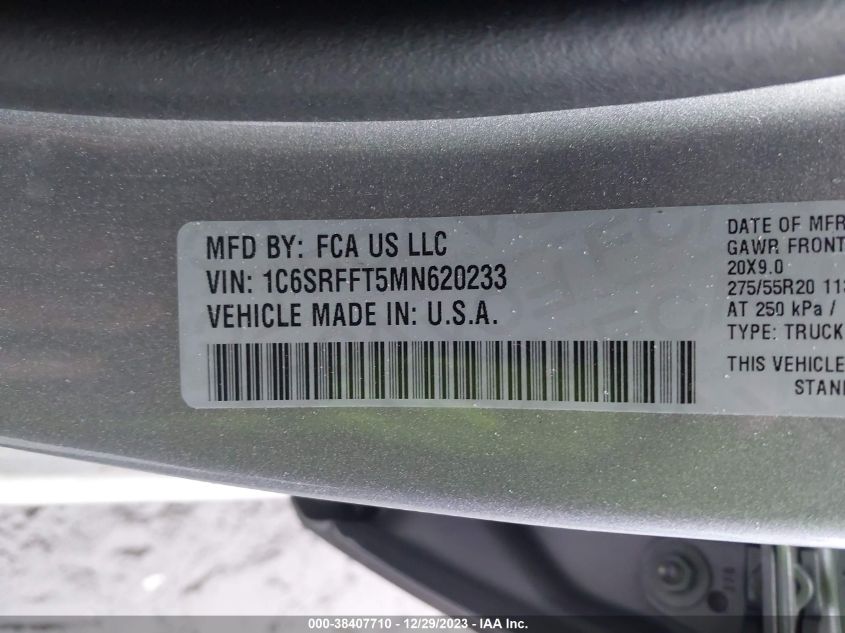 MFD BY: FCA US LLC
VIN: 1C6SRFFT5MN620233
VEHICLE MADE IN: U.S.A.
DATE OF MFR
GAWR FRONT
20X9.0
275/55R20
AT 250 kPa /
TYPE: TRUCK
THIS VEHICLE
000-38407710 - 12/29/2023 - IAA Inc.